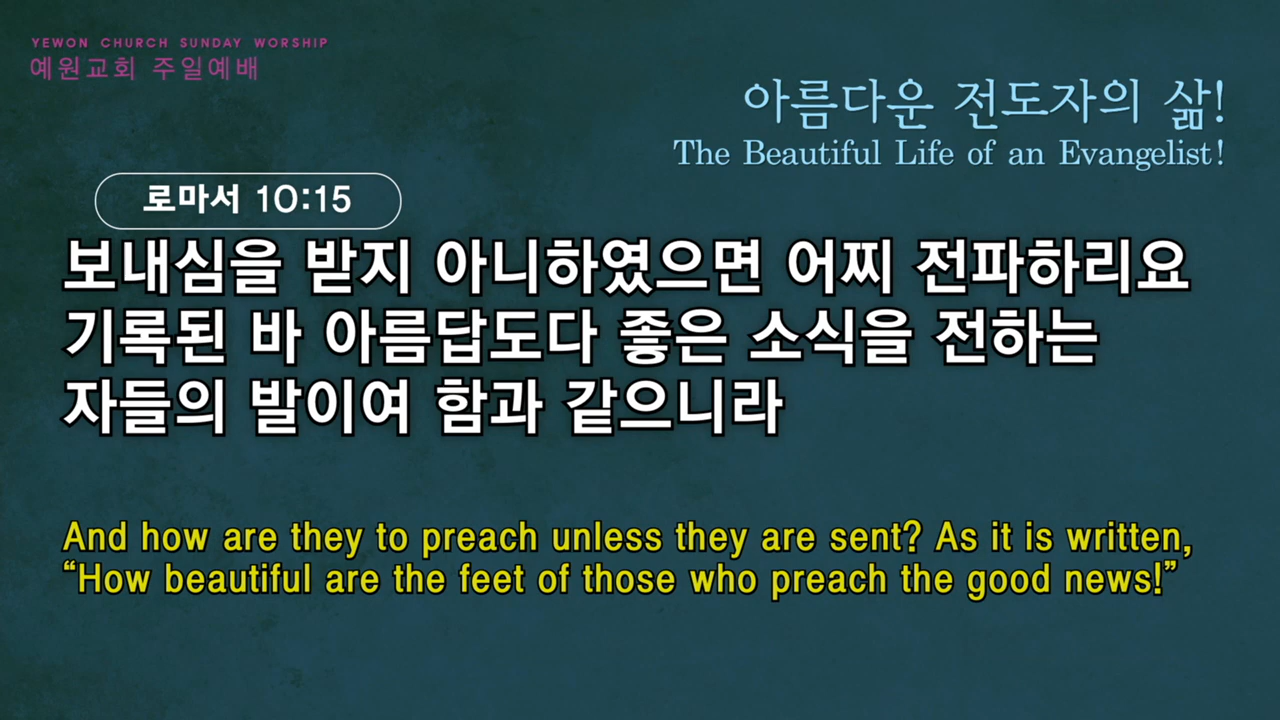 YEWON CHURCH SUNDAY WORSHIP
예원교회 주일예배
아름다운 전도자의 삶!
The Beautiful Life of an Evangelist!
로마서 10:15
보내심을 받지 아니하였으면 어찌 전파하리요
기록된 바 아름답도다 좋은 소식을 전하는
자들의 발이여 함과 같으니라
And how are they to preach unless they are sent? As it is written,
“How beautiful are the feet of those who preach the good news!”